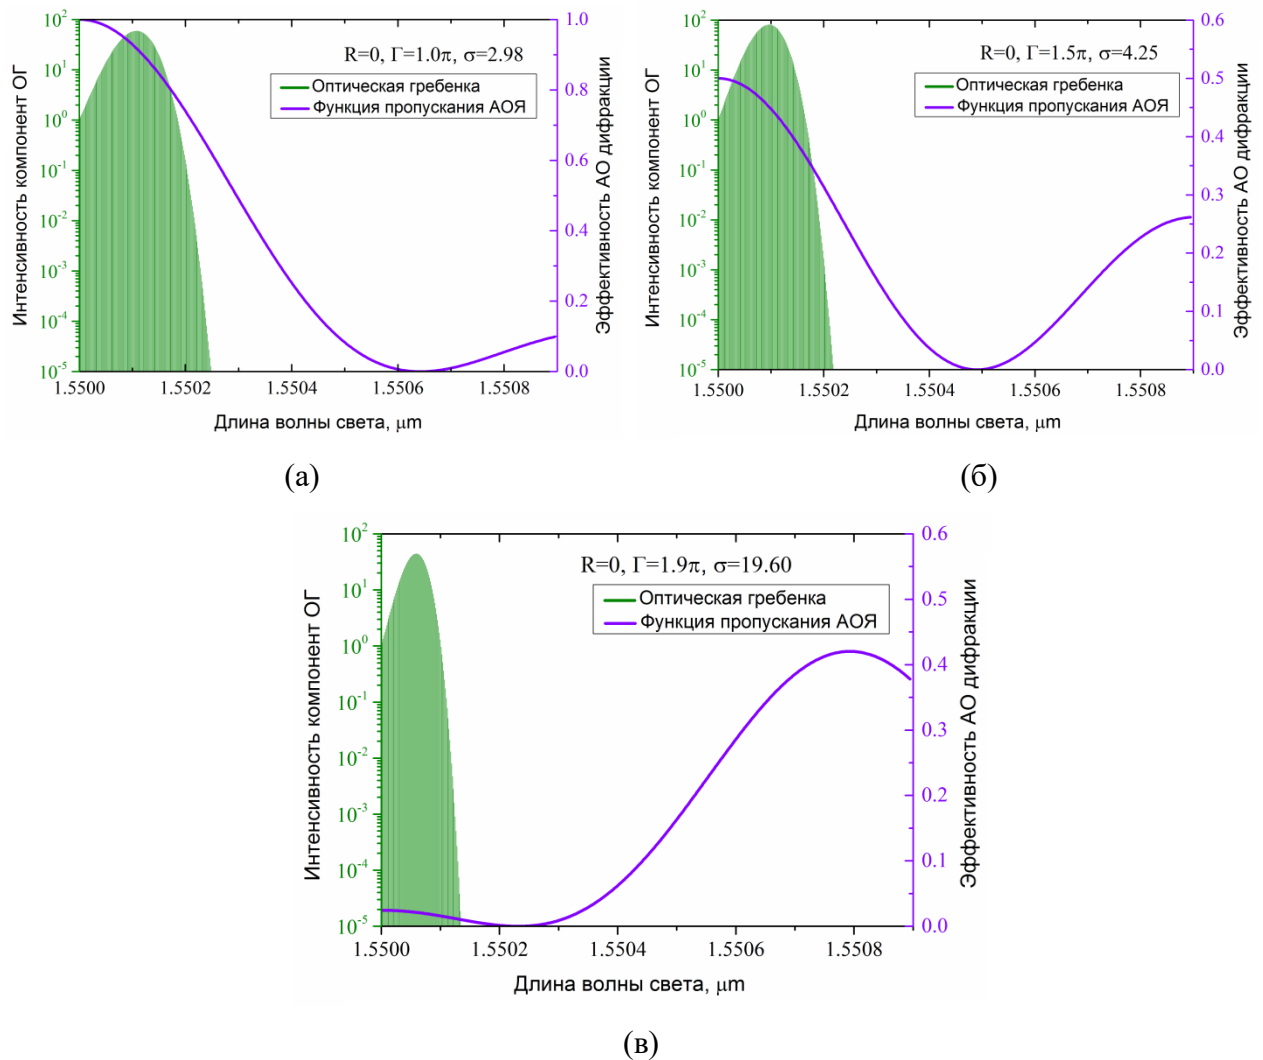 R=0, Γ=1.0π, σ=2.98
Оптическая гребенка
Функция пропускания АОЯ
Интенсивность компонент ОГ
10² 10¹ 10⁰ 10⁻¹ 10⁻² 10⁻³ 10⁻⁴ 10⁻⁵
1.0 0.8 0.6 0.4 0.2 0.0
Эффективность АО дифракции
1.5500 1.5502 1.5504 1.5506 1.5508
Длина волны света, μm
(а)
R=0, Γ=1.5π, σ=4.25
Оптическая гребенка
Функция пропускания АОЯ
Интенсивность компонент ОГ
10² 10¹ 10⁰ 10⁻¹ 10⁻² 10⁻³ 10⁻⁴ 10⁻⁵
0.6 0.5 0.4 0.3 0.2 0.1 0.0
Эффективность АО дифракции
1.5500 1.5502 1.5504 1.5506 1.5508
Длина волны света, μm
(б)
R=0, Γ=1.9π, σ=19.60
Оптическая гребенка
Функция пропускания АОЯ
Интенсивность компонент ОГ
10² 10¹ 10⁰ 10⁻¹ 10⁻² 10⁻³ 10⁻⁴ 10⁻⁵
0.6 0.5 0.4 0.3 0.2 0.1 0.0
Эффективность АО дифракции
1.5500 1.5502 1.5504 1.5506 1.5508
Длина волны света, μm
(в)